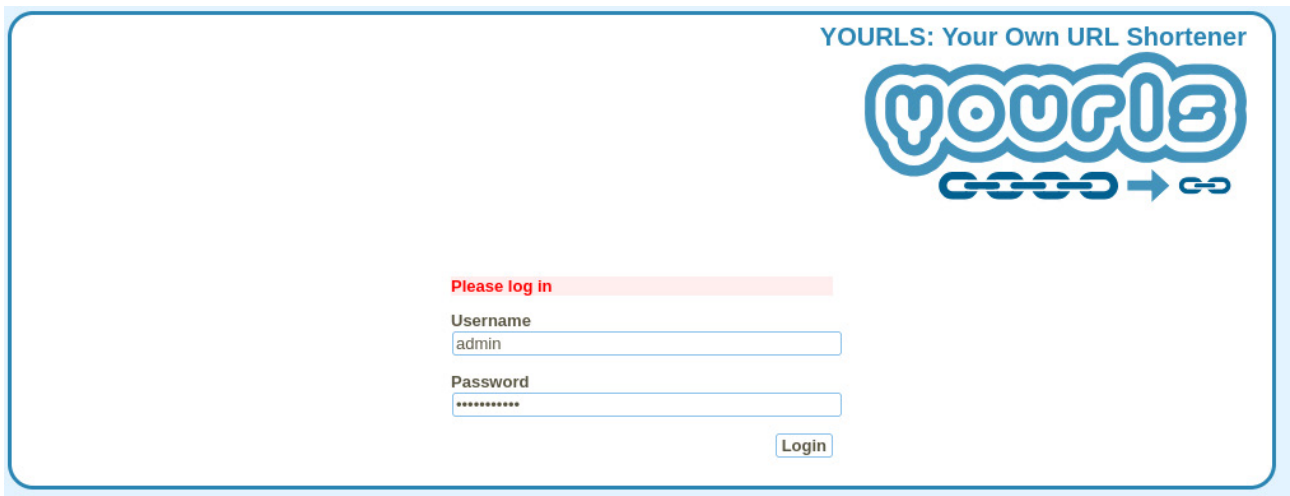 YOURLS: Your Own URL Shortener
yourls
Please log in
Username
admin
Password
•••••••••••
Login